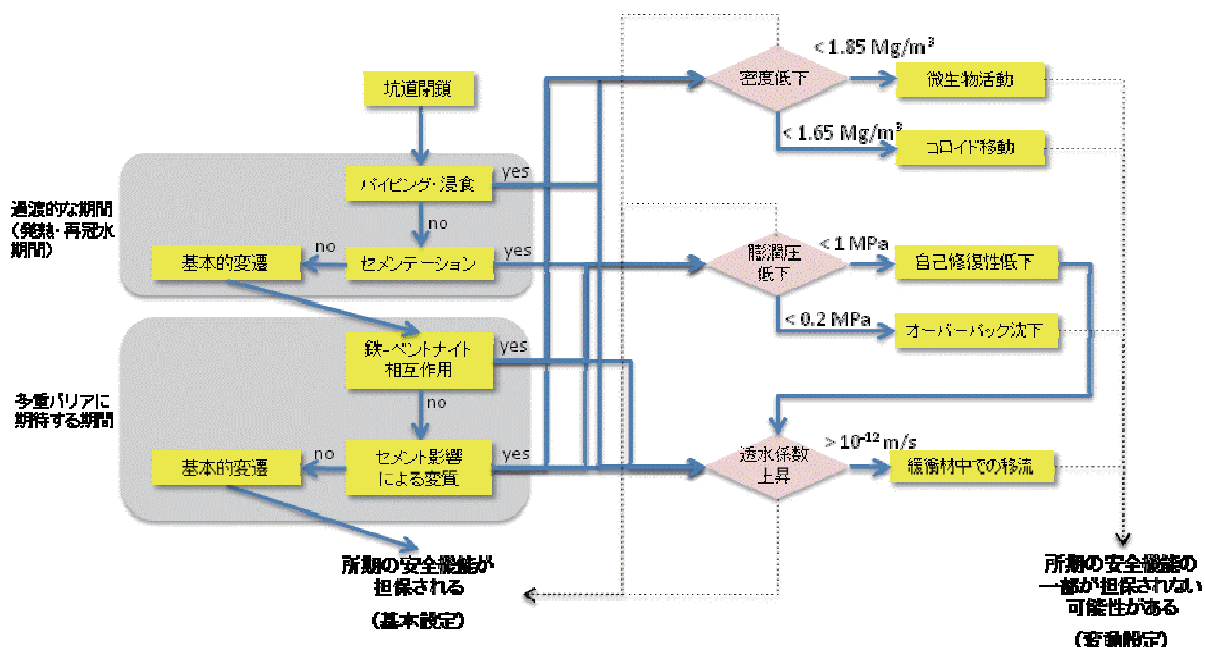 坑道閉鎖
過渡的な期間
（発熱・再冠水
期間）
パイピング・浸食
yes
no
セメンテーション
yes
no
基本的変遷
多重バリアに
期待する期間
鉄-ベントナイト
相互作用
yes
no
セメント影響
による変質
yes
no
基本的変遷
所期の安全機能が
担保される
（基本設定）
密度低下
< 1.85 Mg/m³
微生物活動
< 1.65 Mg/m³
コロイド移動
膨潤圧
低下
< 1 MPa
自己修復性低下
< 0.2 MPa
オーバーパック沈下
透水係数
上昇
> 10⁻¹² m/s
緩衝材中での移流
所期の安全機能の
一部が担保されない
可能性がある
（変動設定）